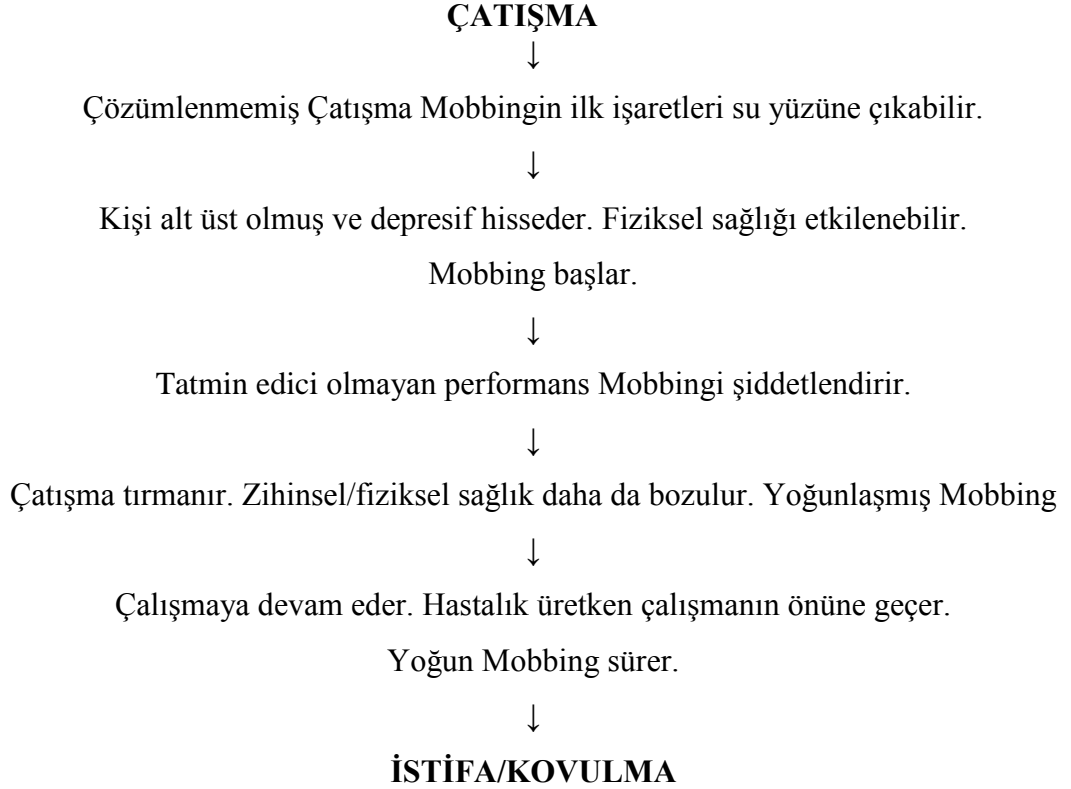 ÇATIŞMA
↓
Çözümlenmemiş Çatışma Mobbingin ilk işaretleri su yüzüne çıkabilir.
↓
Kişi alt üst olmuş ve depresif hisseder. Fiziksel sağlığı etkilenebilir.
Mobbing başlar.
↓
Tatmin edici olmayan performans Mobbingi şiddetlendirir.
↓
Çatışma tırmanır. Zihinsel/fiziksel sağlık daha da bozulur. Yoğunlaşmış Mobbing
↓
Çalışmaya devam eder. Hastalık üretken çalışmanın önüne geçer.
Yoğun Mobbing sürer.
↓
İSTİFA/KOVULMA